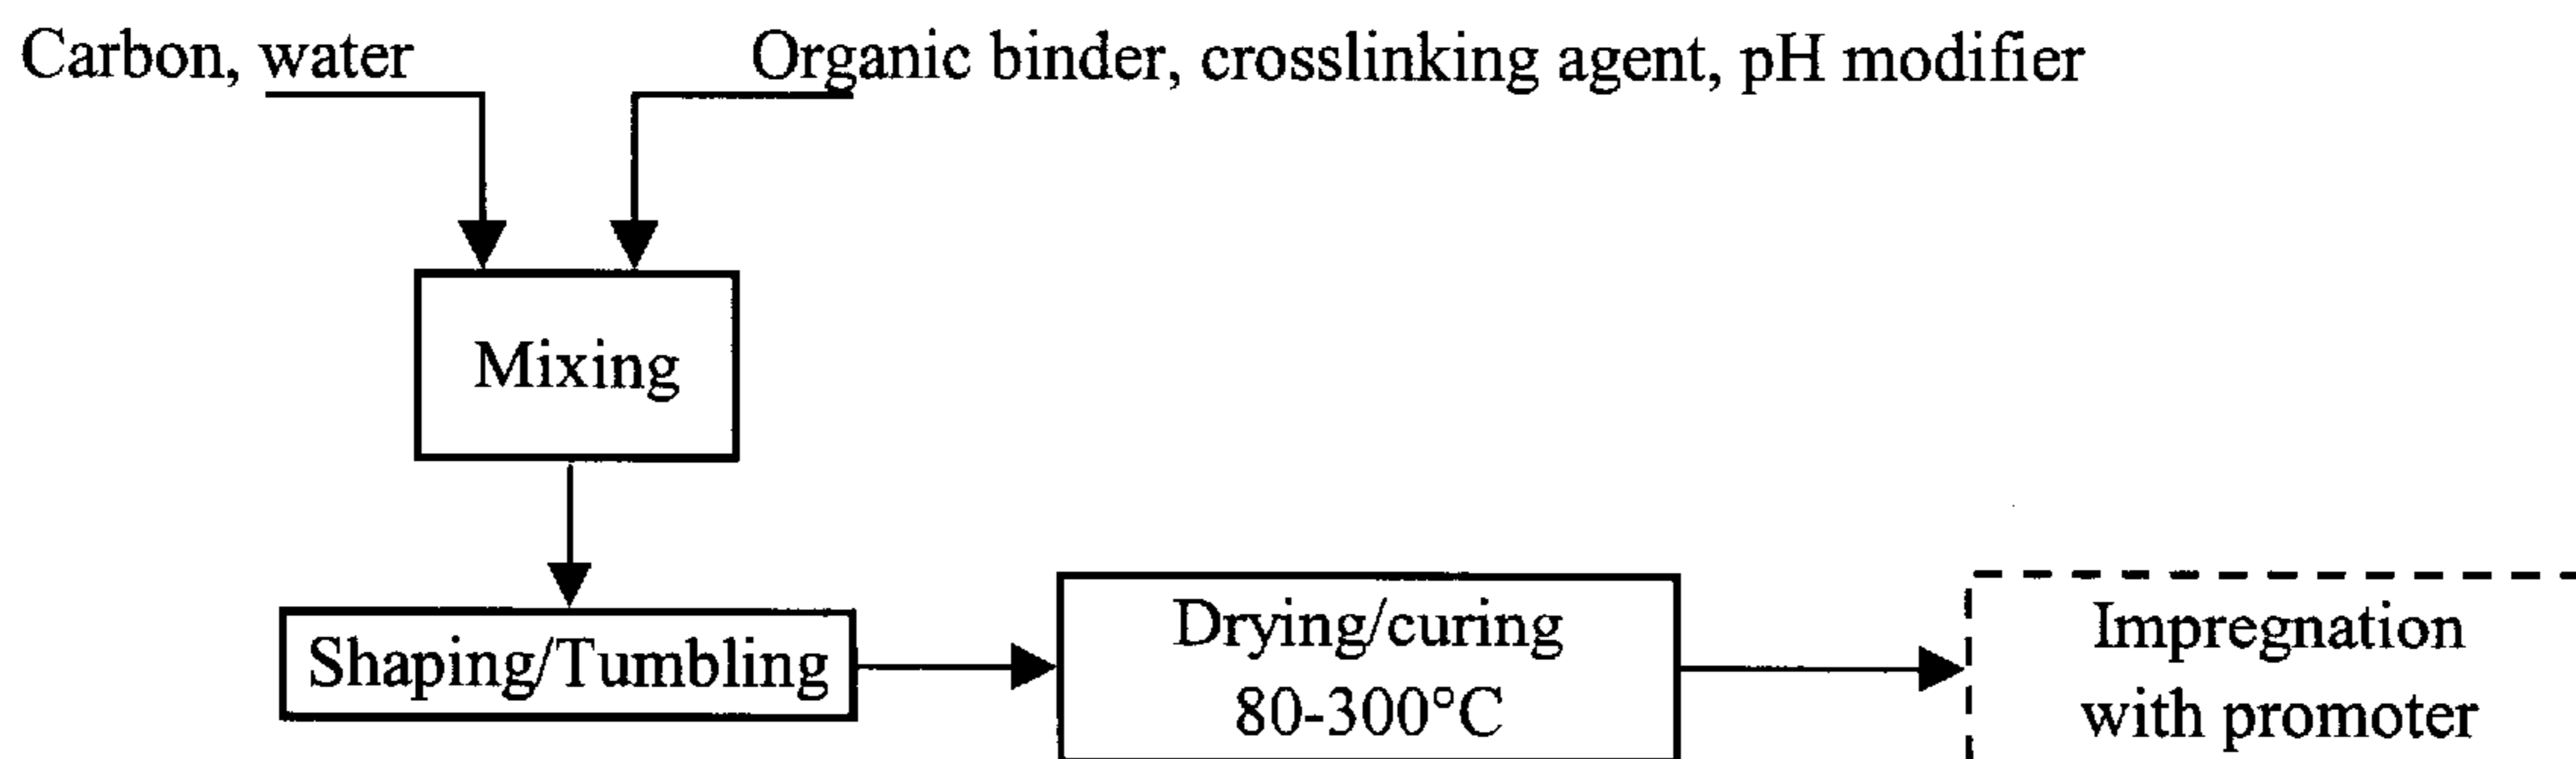 Carbon, water
Organic binder, crosslinking agent, pH modifier
Mixing
Shaping/Tumbling
Drying/curing
80-300°C
Impregnation
with promoter